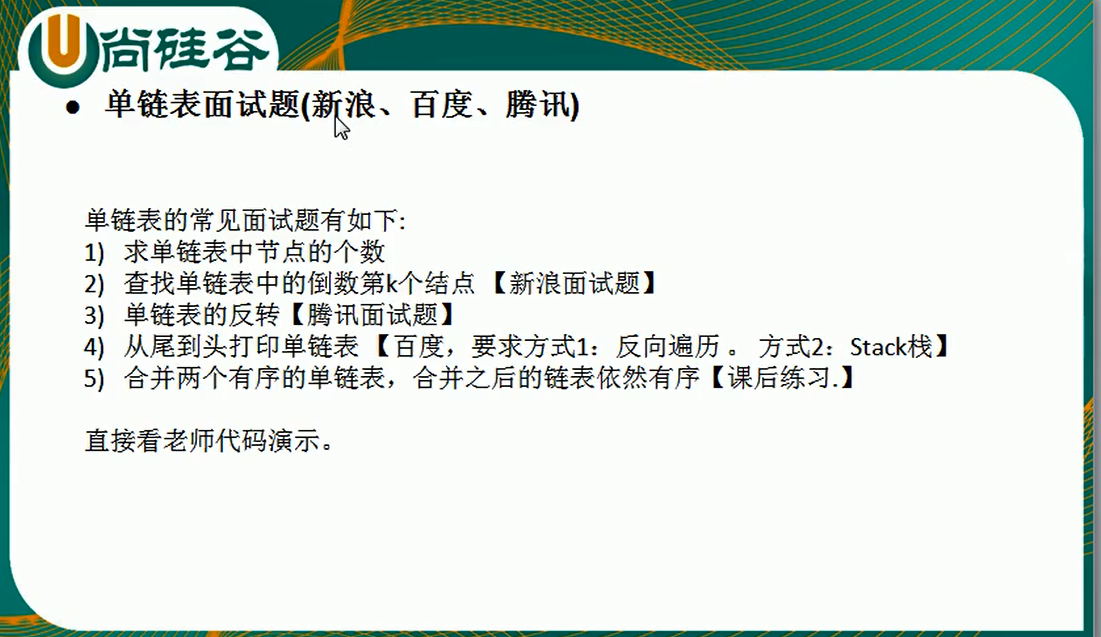 尚硅谷
● 单链表面试题(新浪、百度、腾讯)
单链表的常见面试题有如下:
1) 求单链表中节点的个数
2) 查找单链表中的倒数第k个结点 【新浪面试题】
3) 单链表的反转【腾讯面试题】
4) 从尾到头打印单链表 【百度，要求方式1：反向遍历 。 方式2：Stack栈】
5) 合并两个有序的单链表，合并之后的链表依然有序【课后练习.】
直接看老师代码演示。